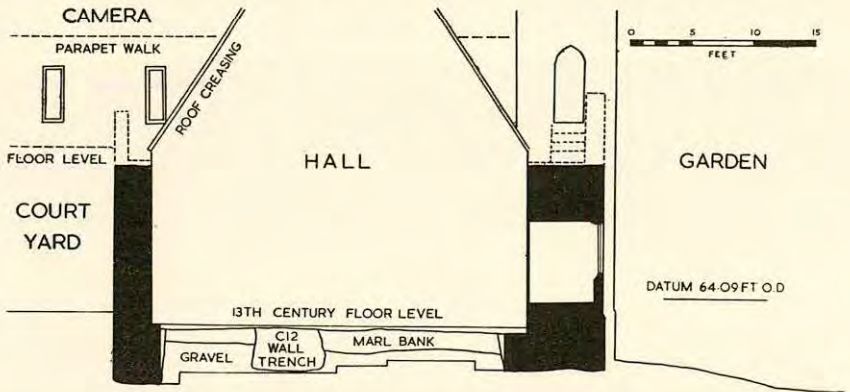 CAMERA
PARAPET WALK
ROOF CREASING
0 5 10 15
FEET
FLOOR LEVEL
HALL
GARDEN
COURT
YARD
DATUM 64·09 FT O.D
13TH CENTURY FLOOR LEVEL
GRAVEL
C12
WALL
TRENCH
MARL BANK